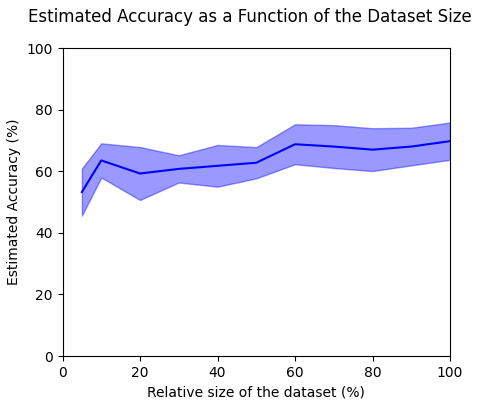 Estimated Accuracy as a Function of the Dataset Size
100
80
60
40
20
0
Estimated Accuracy (%)
0 20 40 60 80 100
Relative size of the dataset (%)